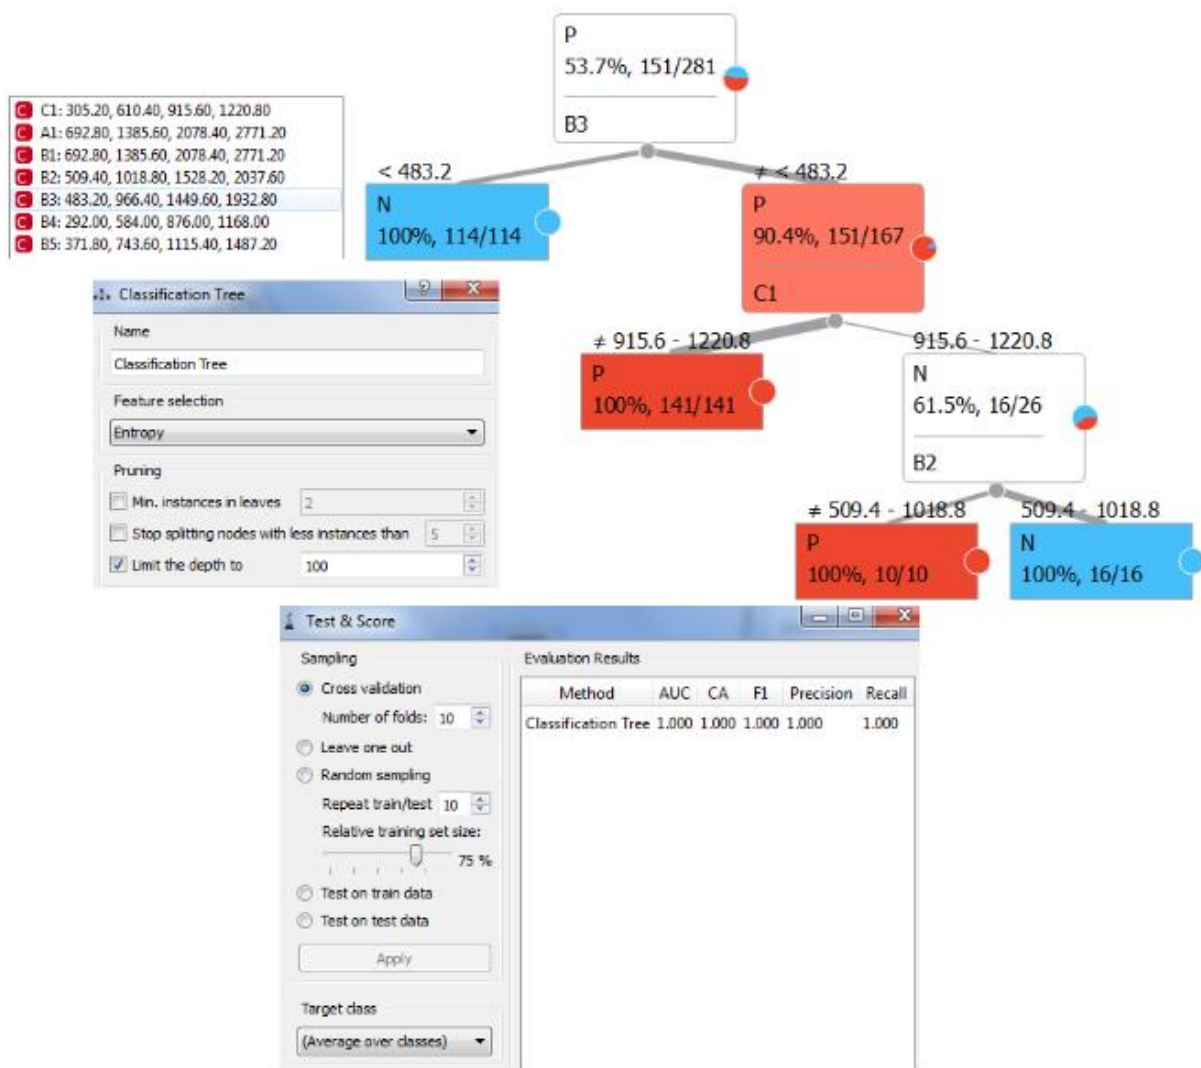 P
53.7%, 151/281
B3
C1: 305.20, 610.40, 915.60, 1220.80
A1: 692.80, 1385.60, 2078.40, 2771.20
B1: 692.80, 1385.60, 2078.40, 2771.20
B2: 509.40, 1018.80, 1528.20, 2037.60
B3: 483.20, 966.40, 1449.60, 1932.80
B4: 292.00, 584.00, 876.00, 1168.00
B5: 371.80, 743.60, 1115.40, 1487.20
< 483.2
≠ < 483.2
N
100%, 114/114
P
90.4%, 151/167
C1
≠ 915.6 - 1220.8
915.6 - 1220.8
P
100%, 141/141
N
61.5%, 16/26
B2
≠ 509.4 - 1018.8
509.4 - 1018.8
P
100%, 10/10
N
100%, 16/16
Classification Tree
Name
Classification Tree
Feature selection
Entropy
Pruning
Min. instances in leaves 2
Stop splitting nodes with less instances than 5
Limit the depth to 100
Test & Score
Sampling
Cross validation
Number of folds: 10
Leave one out
Random sampling
Repeat train/test 10
Relative training set size:
75 %
Test on train data
Test on test data
Apply
Target class
(Average over classes)
Evaluation Results
Method AUC CA F1 Precision Recall
Classification Tree 1.000 1.000 1.000 1.000 1.000